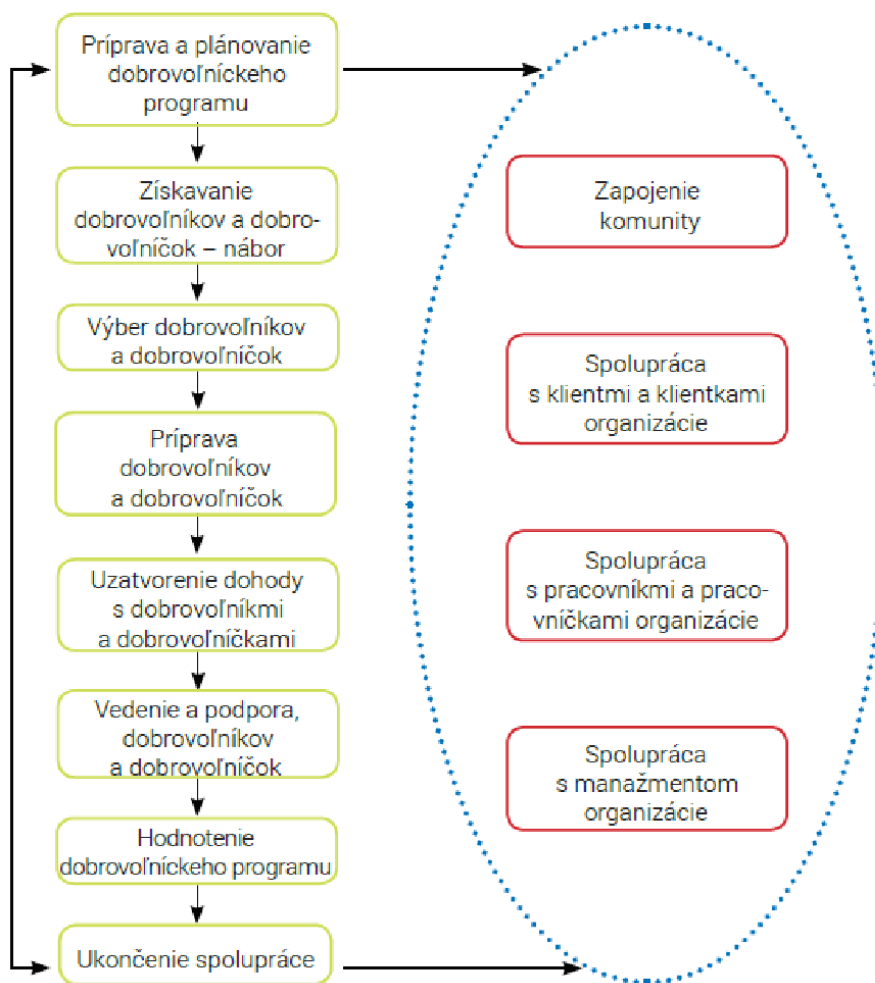 Príprava a plánovanie
dobrovoľníckeho
programu
Získavanie
dobrovoľníkov a dobro-
voľníčok – nábor
Výber dobrovoľníkov
a dobrovoľníčok
Príprava
dobrovoľníkov
a dobrovoľníčok
Uzatvorenie dohody
s dobrovoľníkmi
a dobrovoľníčkami
Vedenie a podpora,
dobrovoľníkov
a dobrovoľníčok
Hodnotenie
dobrovoľníckeho programu
Ukončenie spolupráce
Zapojenie
komunity
Spolupráca
s klientmi a klientkami
organizácie
Spolupráca
s pracovníkmi a praco-
vníčkami organizácie
Spolupráca
s manažmentom
organizácie